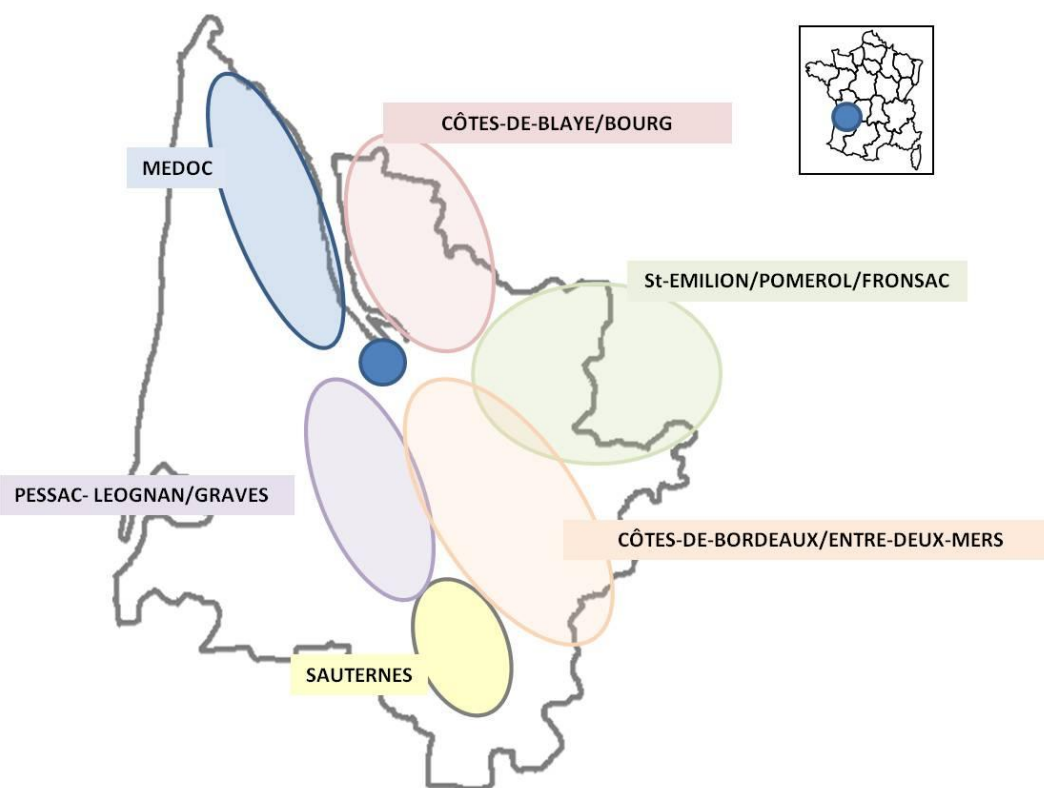 CÔTES-DE-BLAYE/BOURG
MEDOC
St-EMILION/POMEROL/FRONSAC
PESSAC- LEOGNAN/GRAVES
CÔTES-DE-BORDEAUX/ENTRE-DEUX-MERS
SAUTERNES